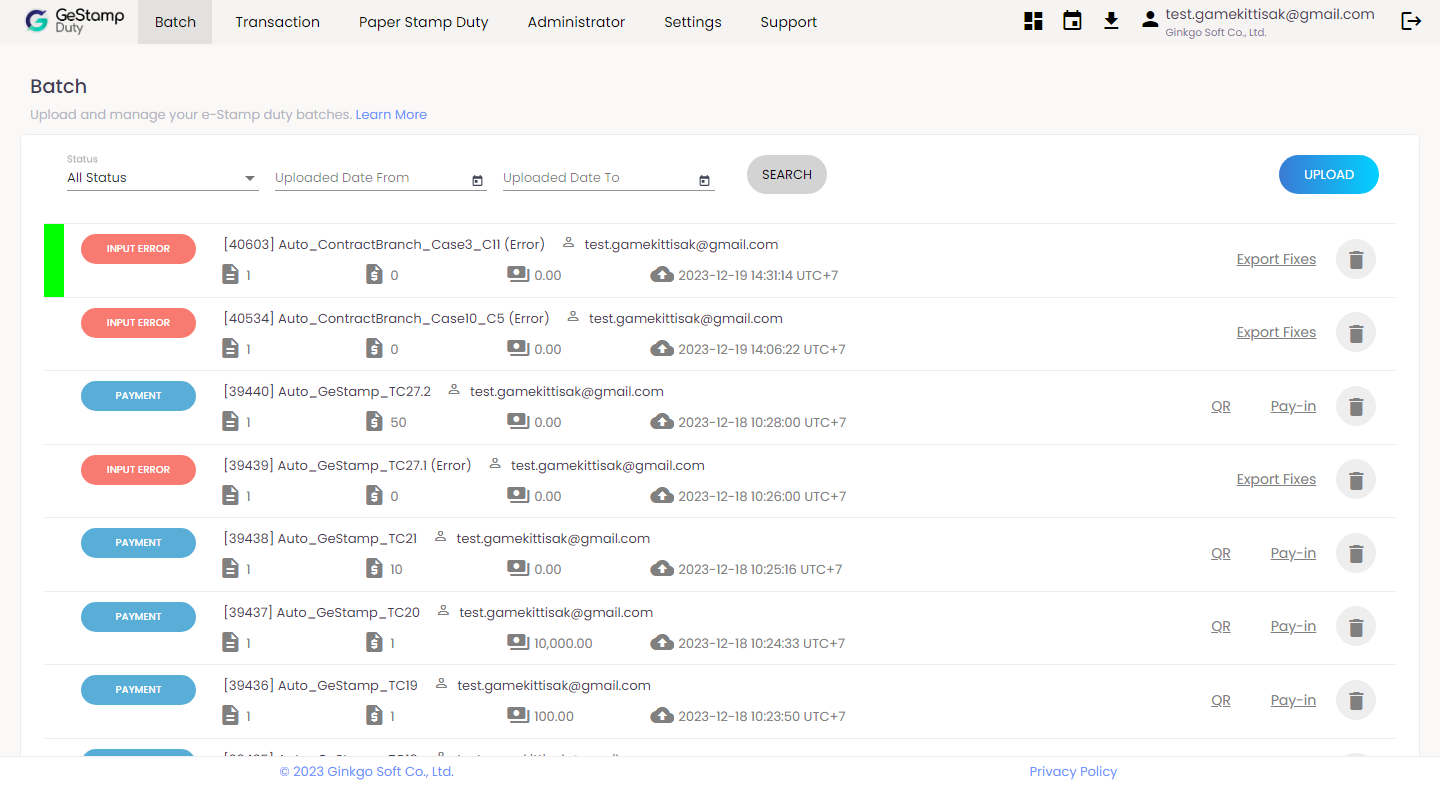 GeStamp Duty
Batch Transaction Paper Stamp Duty Administrator Settings Support
test.gamekittisak@gmail.com
Ginkgo Soft Co., Ltd.
Batch
Upload and manage your e-Stamp duty batches. Learn More
Status
All Status Uploaded Date From Uploaded Date To SEARCH UPLOAD
INPUT ERROR [40603] Auto_ContractBranch_Case3_C11 (Error) test.gamekittisak@gmail.com
1 0 0.00 2023-12-19 14:31:14 UTC+7 Export Fixes
INPUT ERROR [40534] Auto_ContractBranch_Case10_C5 (Error) test.gamekittisak@gmail.com
1 0 0.00 2023-12-19 14:06:22 UTC+7 Export Fixes
PAYMENT [39440] Auto_GeStamp_TC27.2 test.gamekittisak@gmail.com
1 50 0.00 2023-12-18 10:28:00 UTC+7 QR Pay-in
INPUT ERROR [39439] Auto_GeStamp_TC27.1 (Error) test.gamekittisak@gmail.com
1 0 0.00 2023-12-18 10:26:00 UTC+7 Export Fixes
PAYMENT [39438] Auto_GeStamp_TC21 test.gamekittisak@gmail.com
1 10 0.00 2023-12-18 10:25:16 UTC+7 QR Pay-in
PAYMENT [39437] Auto_GeStamp_TC20 test.gamekittisak@gmail.com
1 1 10,000.00 2023-12-18 10:24:33 UTC+7 QR Pay-in
PAYMENT [39436] Auto_GeStamp_TC19 test.gamekittisak@gmail.com
1 1 100.00 2023-12-18 10:23:50 UTC+7 QR Pay-in
© 2023 Ginkgo Soft Co., Ltd. Privacy Policy